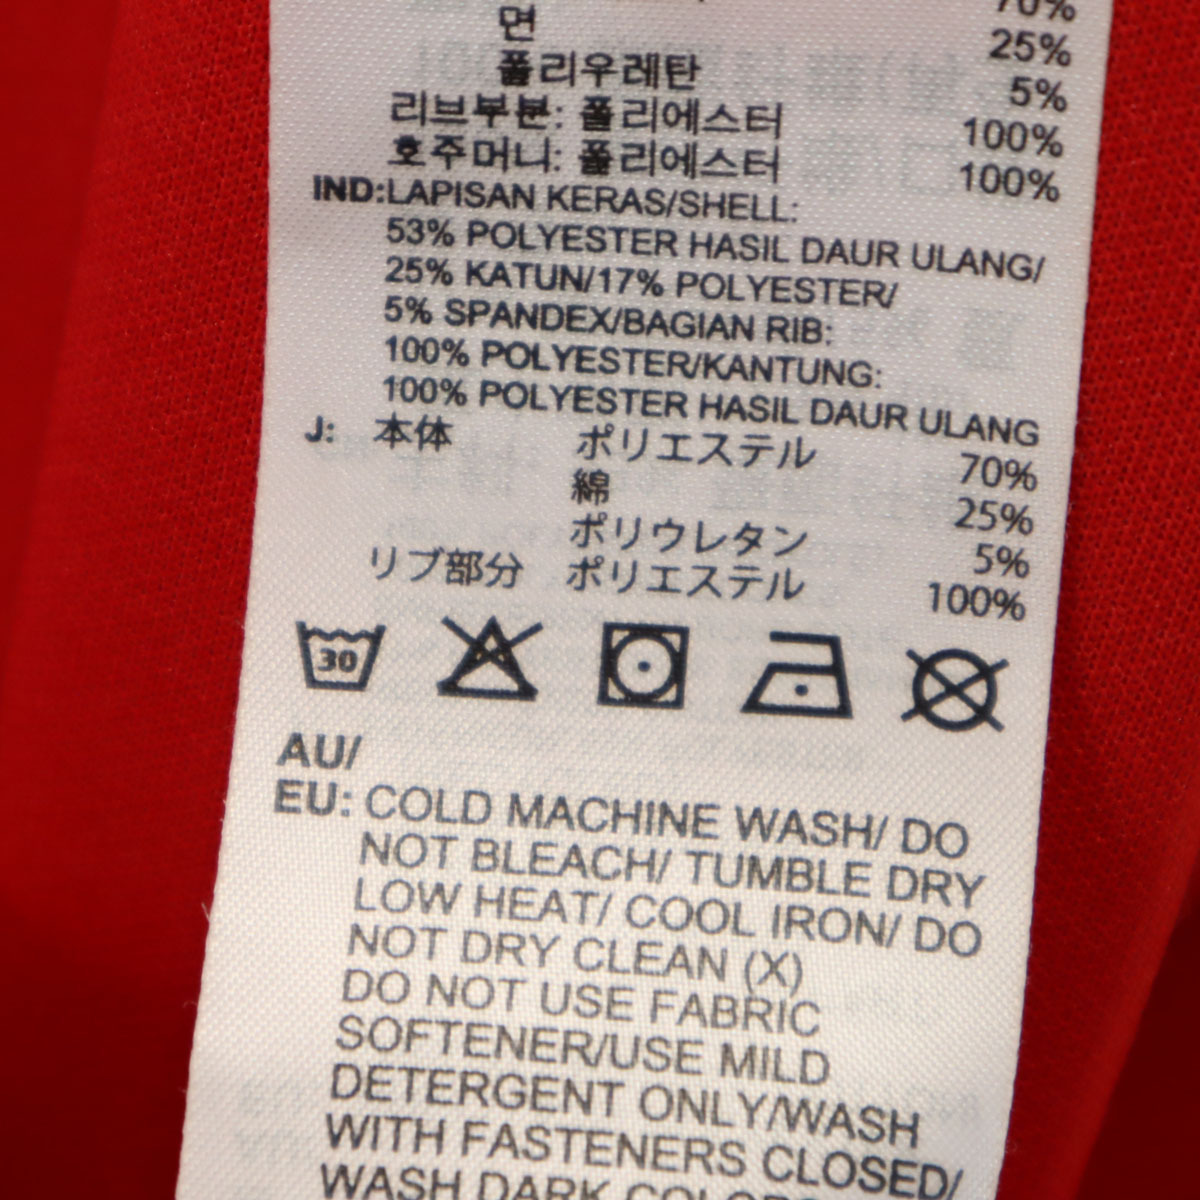 70%
면 25%
폴리우레탄 5%
리브부분: 폴리에스터 100%
호주머니: 폴리에스터 100%
IND:LAPISAN KERAS/SHELL:
53% POLYESTER HASIL DAUR ULANG/
25% KATUN/17% POLYESTER/
5% SPANDEX/BAGIAN RIB:
100% POLYESTER/KANTUNG:
100% POLYESTER HASIL DAUR ULANG
J: 本体 ポリエステル 70%
綿 25%
ポリウレタン 5%
リブ部分 ポリエステル 100%
30
AU/
EU: COLD MACHINE WASH/ DO
NOT BLEACH/ TUMBLE DRY
LOW HEAT/ COOL IRON/ DO
NOT DRY CLEAN (X)
DO NOT USE FABRIC
SOFTENER/USE MILD
DETERGENT ONLY/WASH
WITH FASTENERS CLOSED/
WASH DARK COLORS